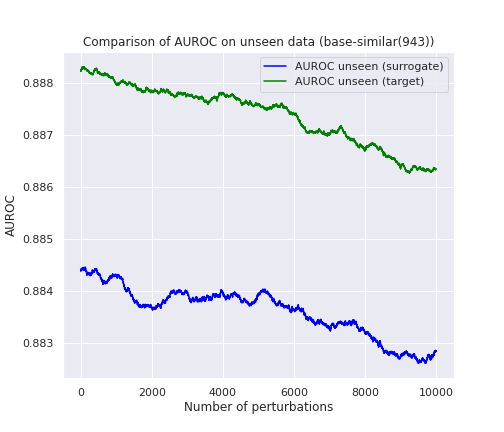 Comparison of AUROC on unseen data (base-similar(943))
AUROC unseen (surrogate)
AUROC unseen (target)
AUROC
0.888
0.887
0.886
0.885
0.884
0.883
0 2000 4000 6000 8000 10000
Number of perturbations